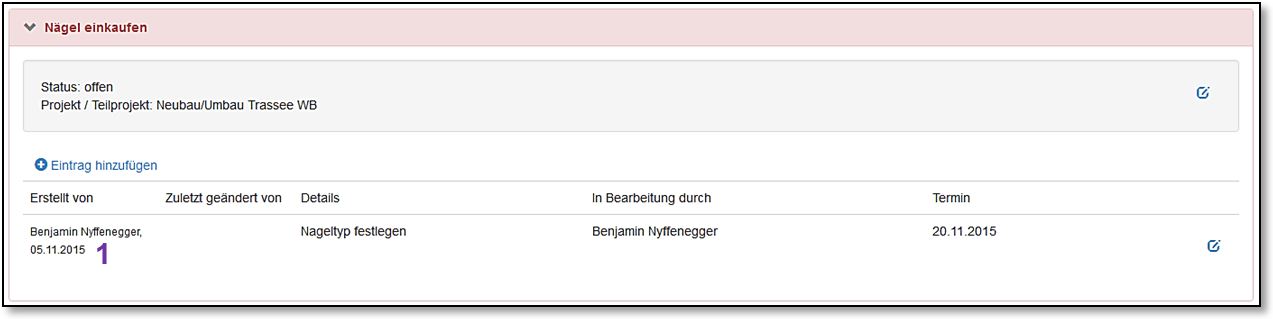 Nägel einkaufen
Status: offen
Projekt / Teilprojekt: Neubau/Umbau Trassee WB
Eintrag hinzufügen
Erstellt von Zuletzt geändert von Details In Bearbeitung durch Termin
Benjamin Nyffenegger, Nageltyp festlegen Benjamin Nyffenegger 20.11.2015
05.11.2015 1